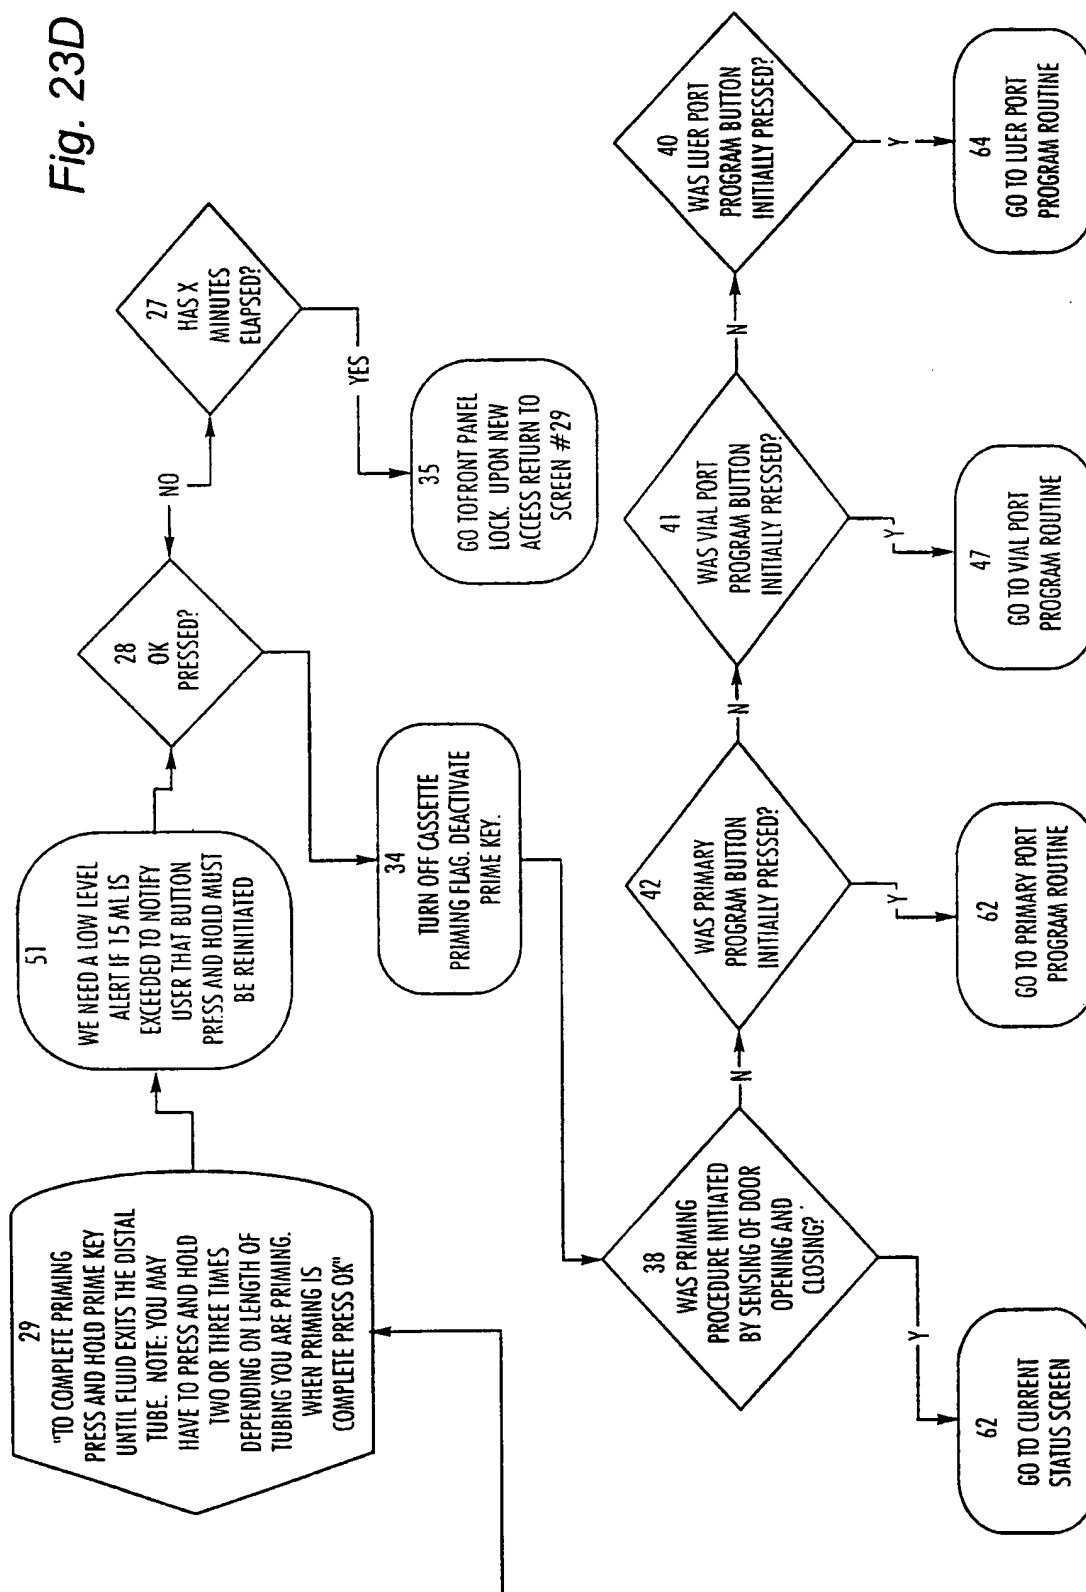 Fig. 23D
29
"TO COMPLETE PRIMING
PRESS AND HOLD PRIME KEY
UNTIL FLUID EXITS THE DISTAL
TUBE. NOTE: YOU MAY
HAVE TO PRESS AND HOLD
TWO OR THREE TIMES
DEPENDING ON LENGTH OF
TUBING YOU ARE PRIMING.
WHEN PRIMING IS
COMPLETE PRESS OK"
51
WE NEED A LOW LEVEL
ALERT IF 15 ML IS
EXCEEDED TO NOTIFY
USER THAT BUTTON
PRESS AND HOLD MUST
BE REINITIATED
28
OK
PRESSED?
NO
27
HAS X
MINUTES
ELAPSED?
YES
35
GO TOFRONT PANEL
LOCK. UPON NEW
ACCESS RETURN TO
SCREEN #29
34
TURN OFF CASSETTE
PRIMING FLAG. DEACTIVATE
PRIME KEY.
38
WAS PRIMING
PROCEDURE INITIATED
BY SENSING OF DOOR
OPENING AND
CLOSING?
N
42
WAS PRIMARY
PROGRAM BUTTON
INITIALLY PRESSED?
N
41
WAS VIAL PORT
PROGRAM BUTTON
INITIALLY PRESSED?
N
40
WAS LUER PORT
PROGRAM BUTTON
INITIALLY PRESSED?
Y
62
GO TO CURRENT
STATUS SCREEN
Y
62
GO TO PRIMARY PORT
PROGRAM ROUTINE
Y
47
GO TO VIAL PORT
PROGRAM ROUTINE
Y
64
GO TO LUER PORT
PROGRAM ROUTINE